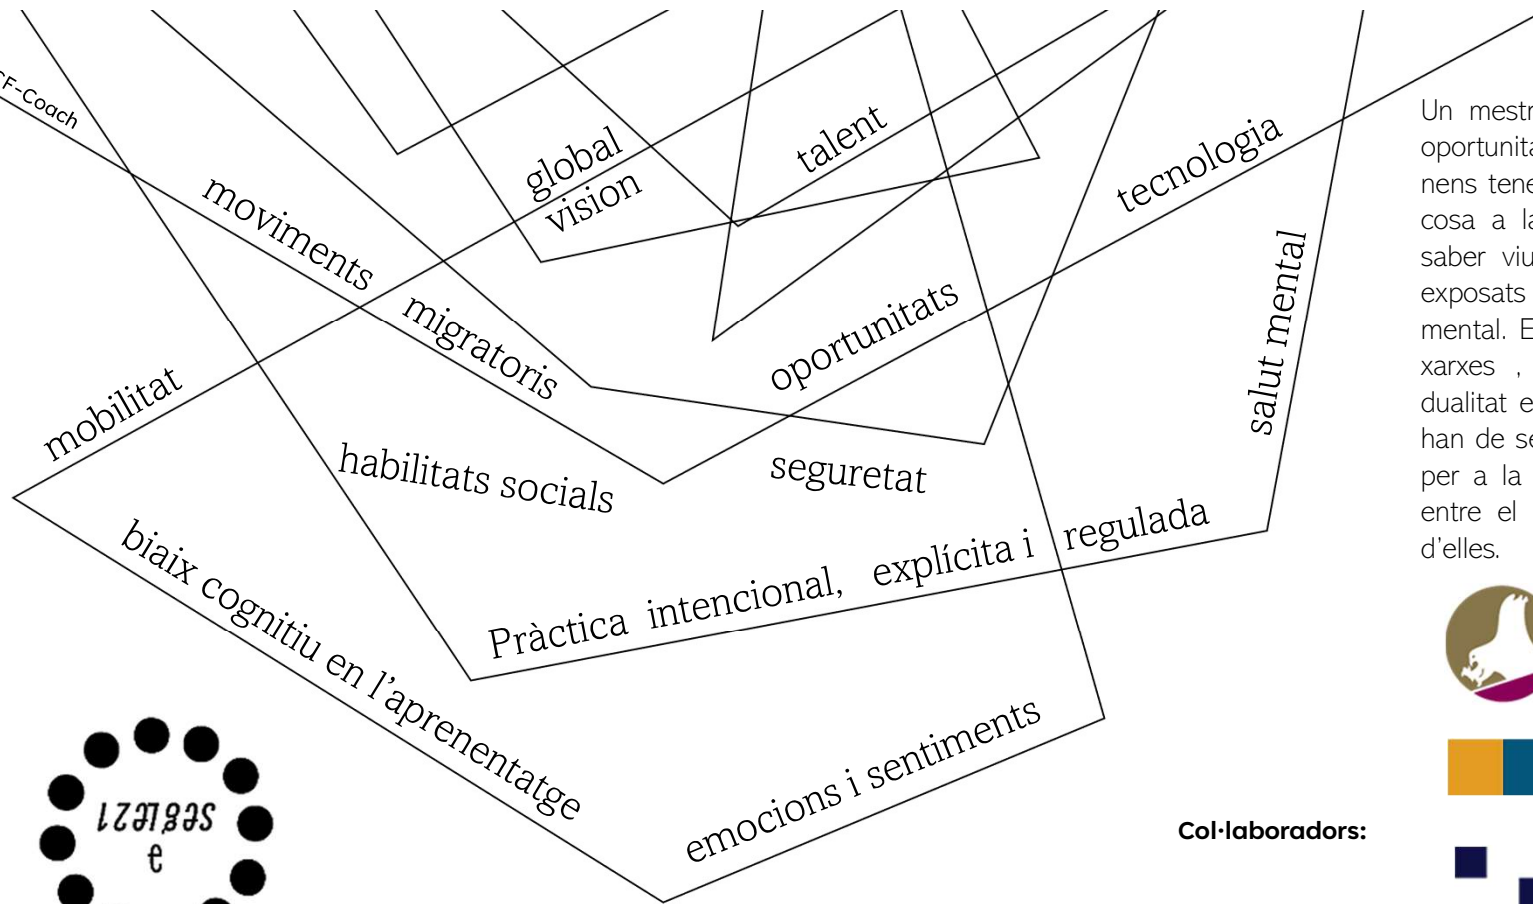 CF-Coach
global
vision
talent
tecnologia
moviments migratoris
oportunitats
salut mental
mobilitat
habilitats socials
seguretat
Pràctica intencional, explícita i regulada
biaix cognitiu en l'aprenentatge
emocions i sentiments
Un mestr
oportunita
nens tene
cosa a la
saber viu
exposats
mental. E
xarxes ,
dualitat e
han de se
per a la
entre el
d'elles.
Col·laboradors: